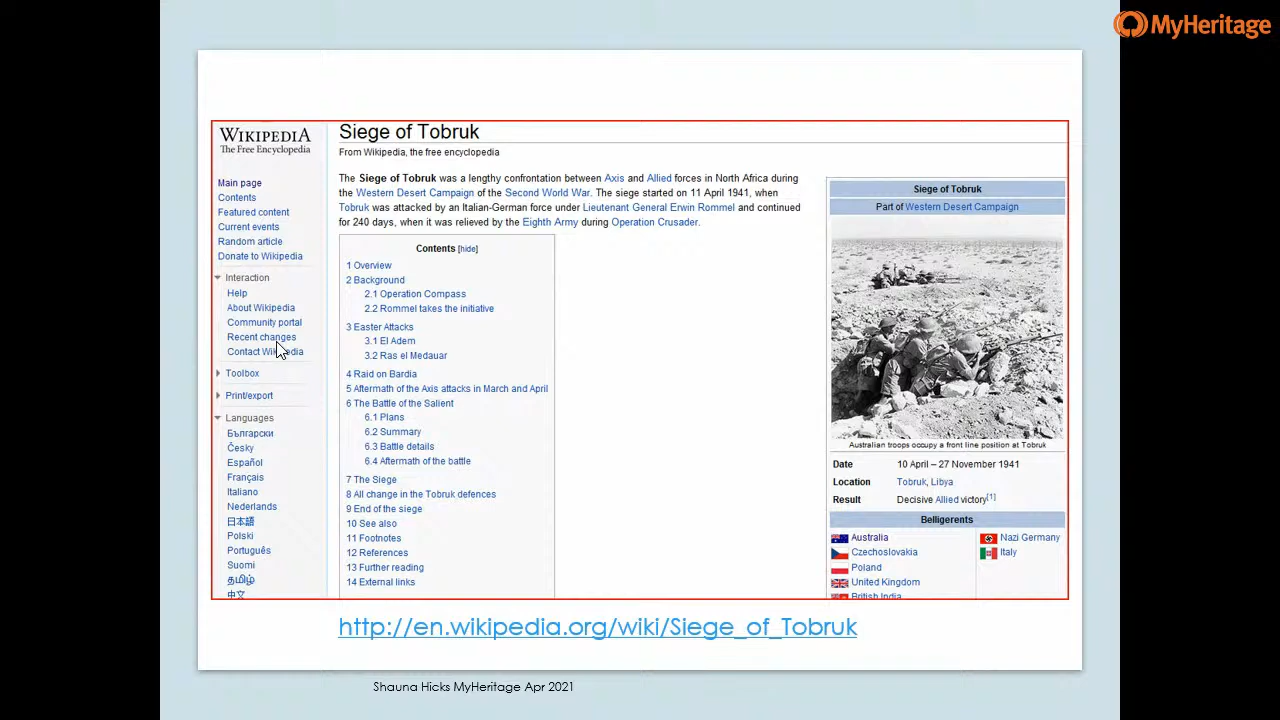 MyHeritage
WIKIPEDIA
The Free Encyclopedia
Main page
Contents
Featured content
Current events
Random article
Donate to Wikipedia
Interaction
Help
About Wikipedia
Community portal
Recent changes
Contact Wikipedia
Toolbox
Print/export
Languages
Български
Česky
Español
Français
Italiano
Nederlands
日本語
Polski
Português
Suomi
தமிழ்
中文
Siege of Tobruk
From Wikipedia, the free encyclopedia
The Siege of Tobruk was a lengthy confrontation between Axis and Allied forces in North Africa during
the Western Desert Campaign of the Second World War. The siege started on 11 April 1941, when
Tobruk was attacked by an Italian-German force under Lieutenant General Erwin Rommel and continued
for 240 days, when it was relieved by the Eighth Army during Operation Crusader.
Contents [hide]
1 Overview
2 Background
2.1 Operation Compass
2.2 Rommel takes the initiative
3 Easter Attacks
3.1 El Adem
3.2 Ras el Medauar
4 Raid on Bardia
5 Aftermath of the Axis attacks in March and April
6 The Battle of the Salient
6.1 Plans
6.2 Summary
6.3 Battle details
6.4 Aftermath of the battle
7 The Siege
8 All change in the Tobruk defences
9 End of the siege
10 See also
11 Footnotes
12 References
13 Further reading
14 External links
Siege of Tobruk
Part of Western Desert Campaign
Australian troops occupy a front line position at Tobruk
Date 10 April – 27 November 1941
Location Tobruk, Libya
Result Decisive Allied victory[1]
Belligerents
Australia
Czechoslovakia
Poland
United Kingdom
British India
Nazi Germany
Italy
http://en.wikipedia.org/wiki/Siege_of_Tobruk
Shauna Hicks MyHeritage Apr 2021